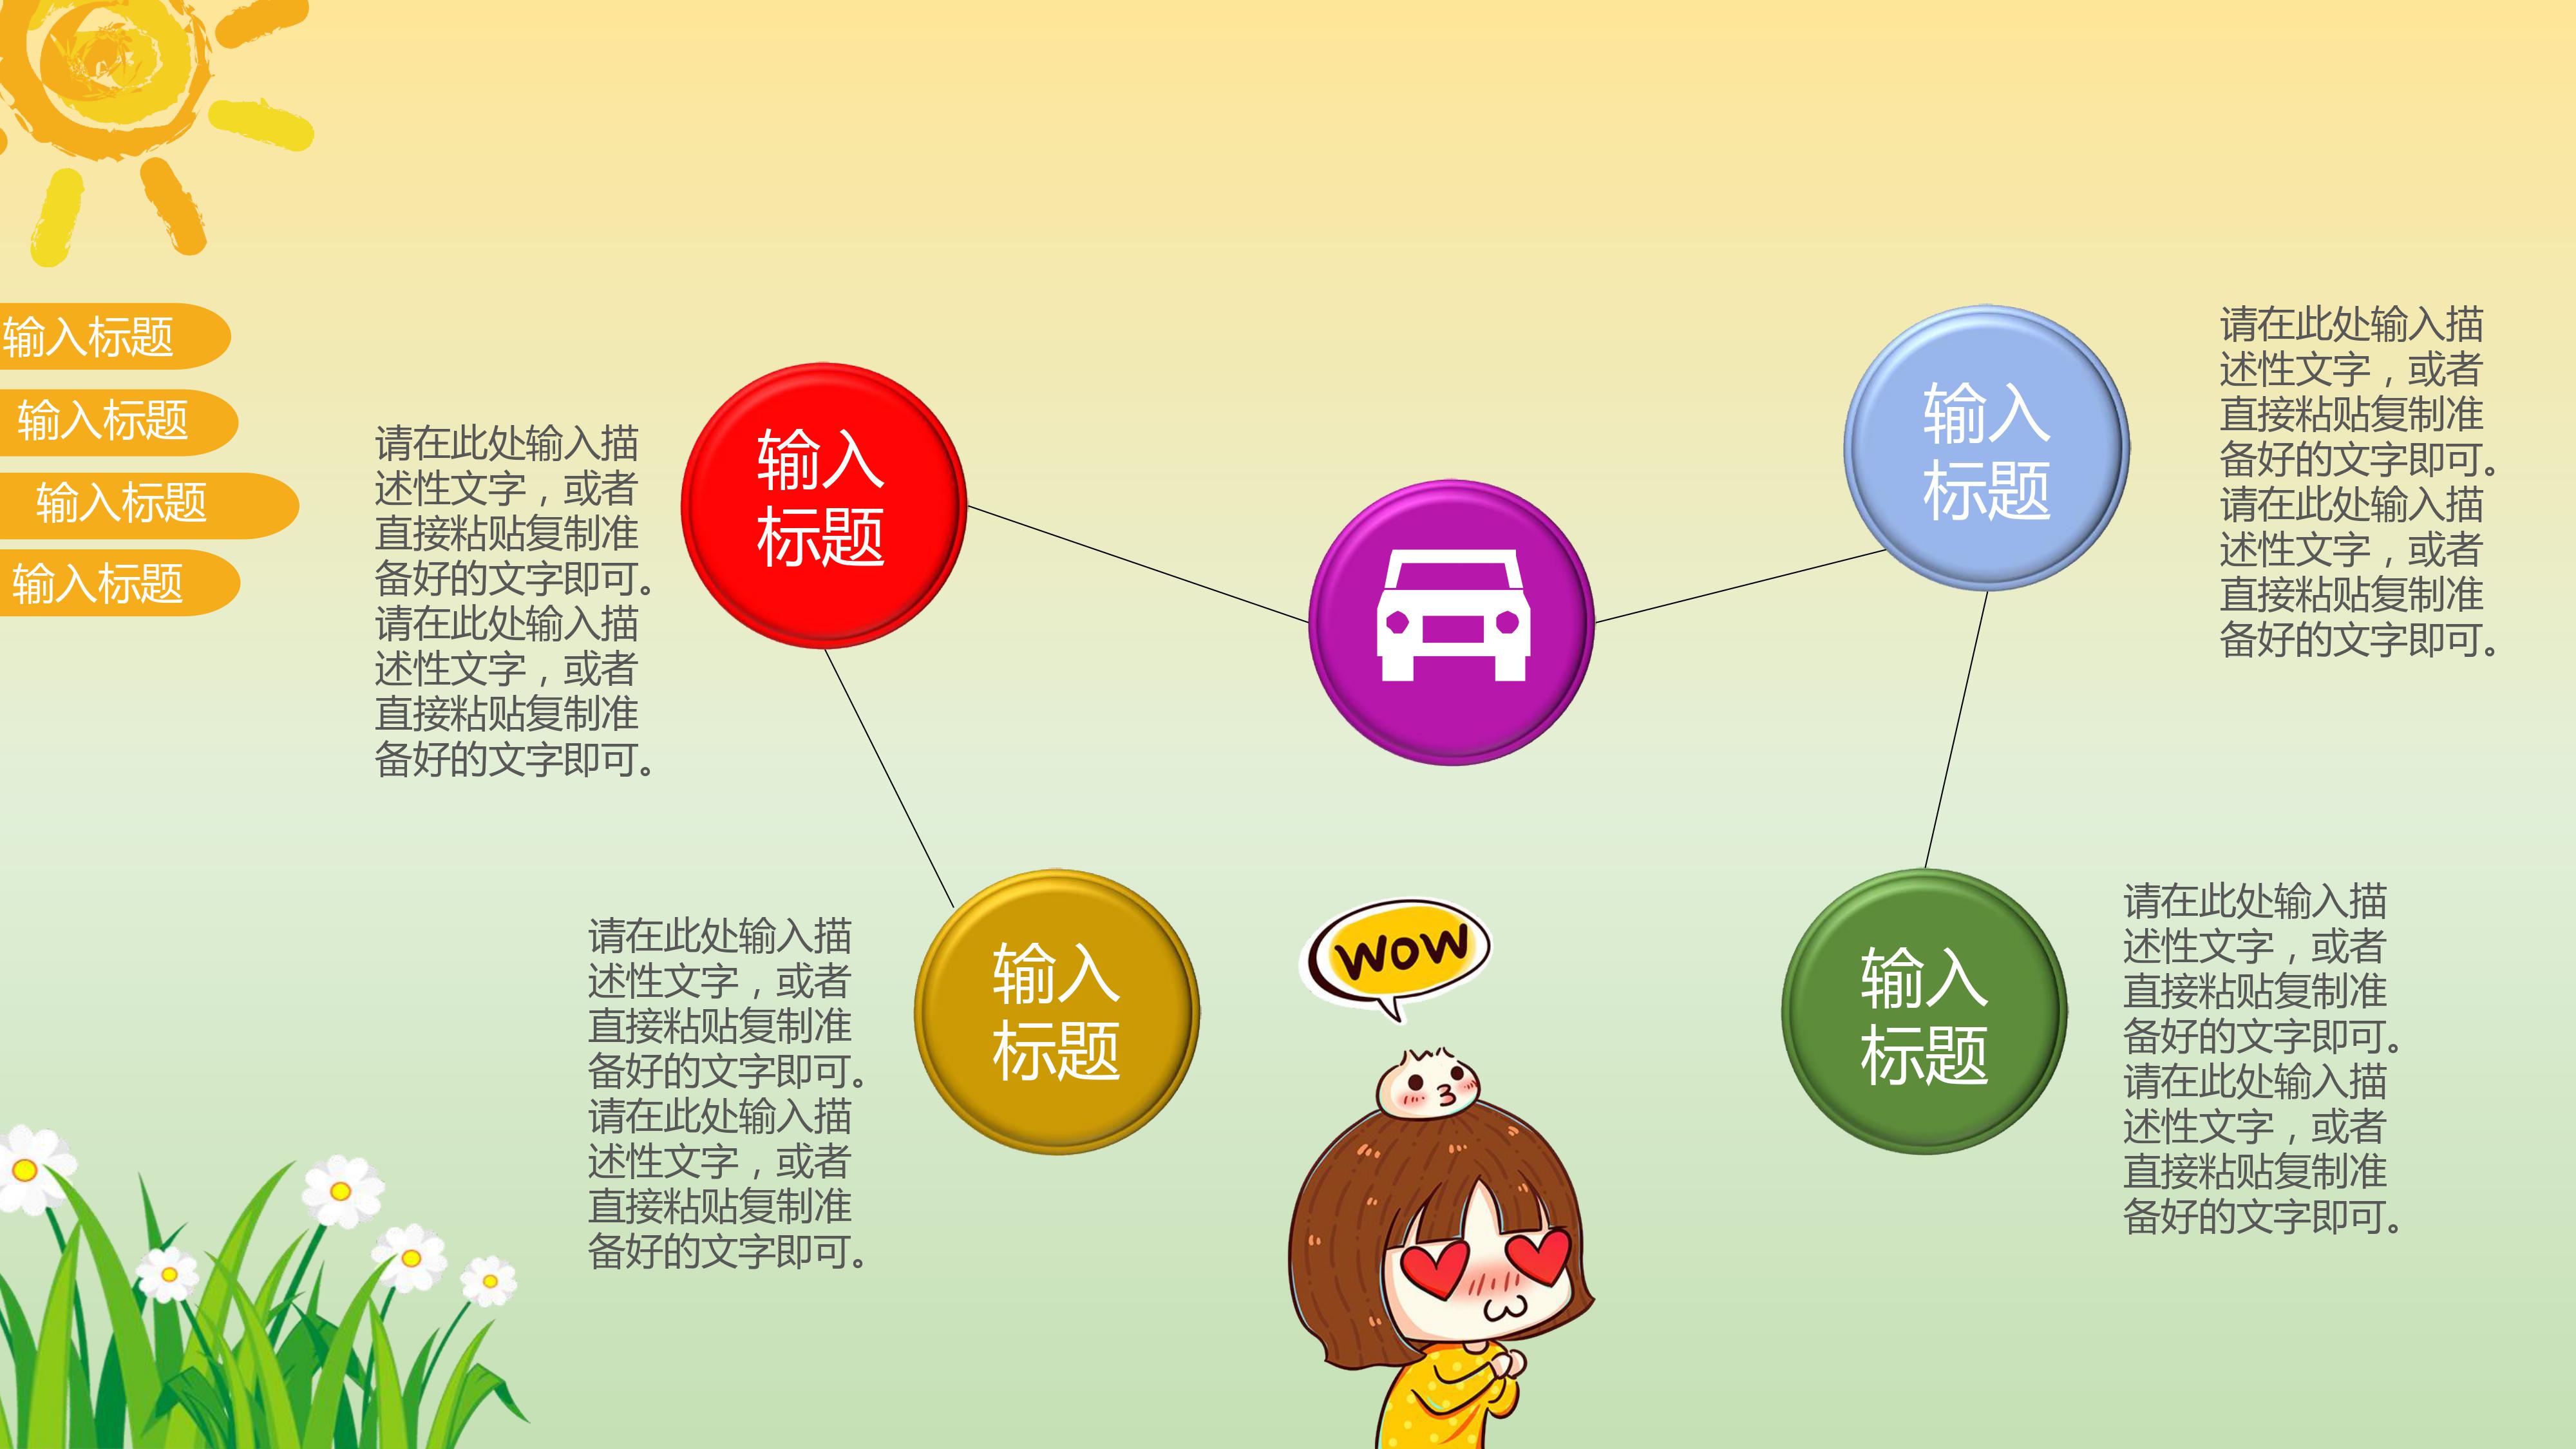 输入标题
输入标题
输入标题
输入标题
请在此处输入描
述性文字，或者
直接粘贴复制准
备好的文字即可。
请在此处输入描
述性文字，或者
直接粘贴复制准
备好的文字即可。
输入
标题
输入
标题
请在此处输入描
述性文字，或者
直接粘贴复制准
备好的文字即可。
请在此处输入描
述性文字，或者
直接粘贴复制准
备好的文字即可。
请在此处输入描
述性文字，或者
直接粘贴复制准
备好的文字即可。
请在此处输入描
述性文字，或者
直接粘贴复制准
备好的文字即可。
输入
标题
WOW
输入
标题
请在此处输入描
述性文字，或者
直接粘贴复制准
备好的文字即可。
请在此处输入描
述性文字，或者
直接粘贴复制准
备好的文字即可。